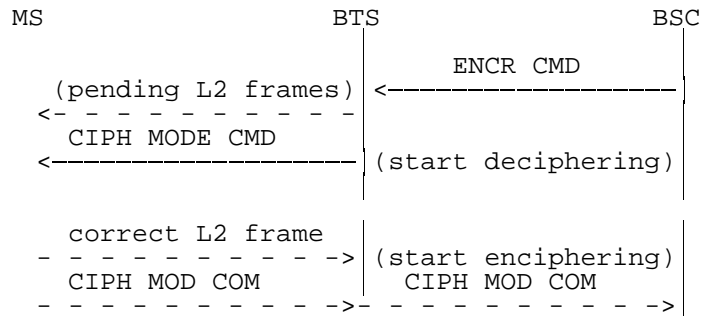 MS BTS BSC
ENCR CMD
(pending L2 frames)
CIPH MODE CMD
(start deciphering)
correct L2 frame
(start enciphering)
CIPH MOD COM CIPH MOD COM